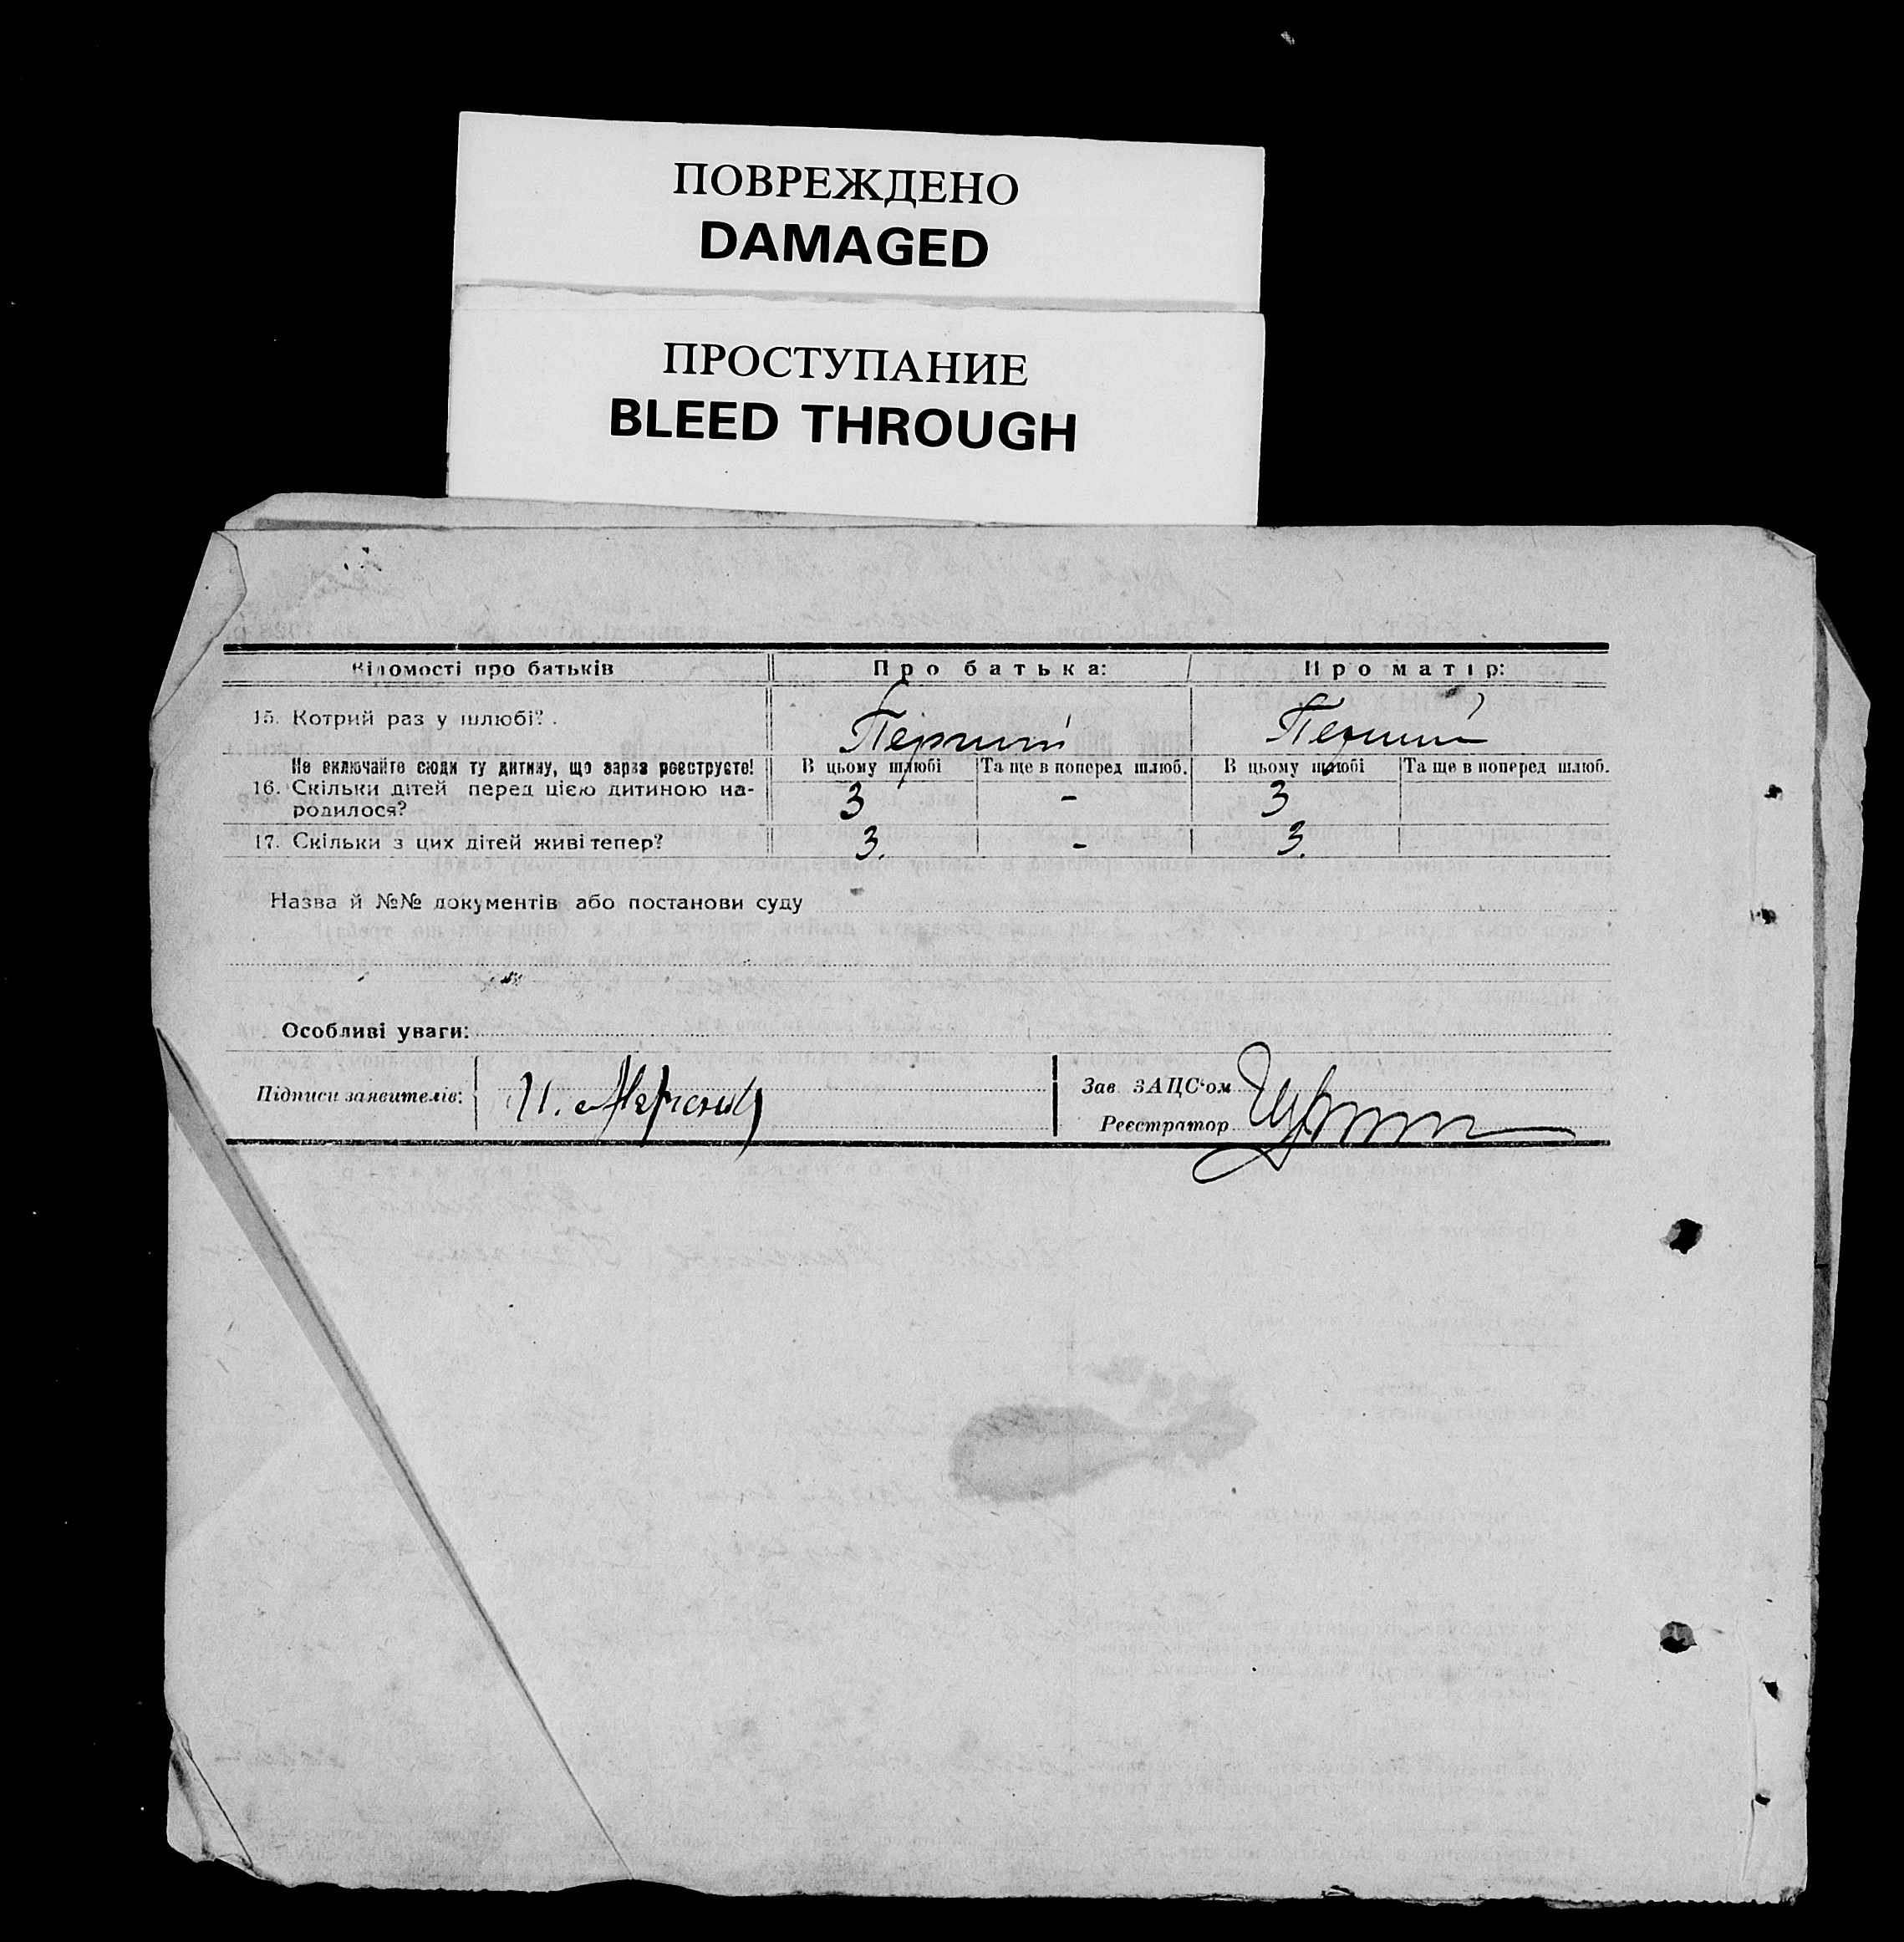 ПОВРЕЖДЕНО
DAMAGED
ПРОСТУПАНИЕ
BLEED THROUGH
Відомості про батьків Про батька: Про матір:
15. Котрий раз у шлюбі? . Перший Перший
Не включайте сюди ту дитину, що зараз реєструєте! В цьому шлюбі Та ще в поперед шлюб. В цьому шлюбі Та ще в поперед шлюб.
16. Скільки дітей перед цією дитиною на-
родилося? 3 - 3
17. Скільки з цих дітей живі тепер? 3. - 3.
Назва й №№ документів або постанови суду
Особливі уваги:
Підписи заявителів: И.
Зав. ЗАЦС'ом
Реєстратор